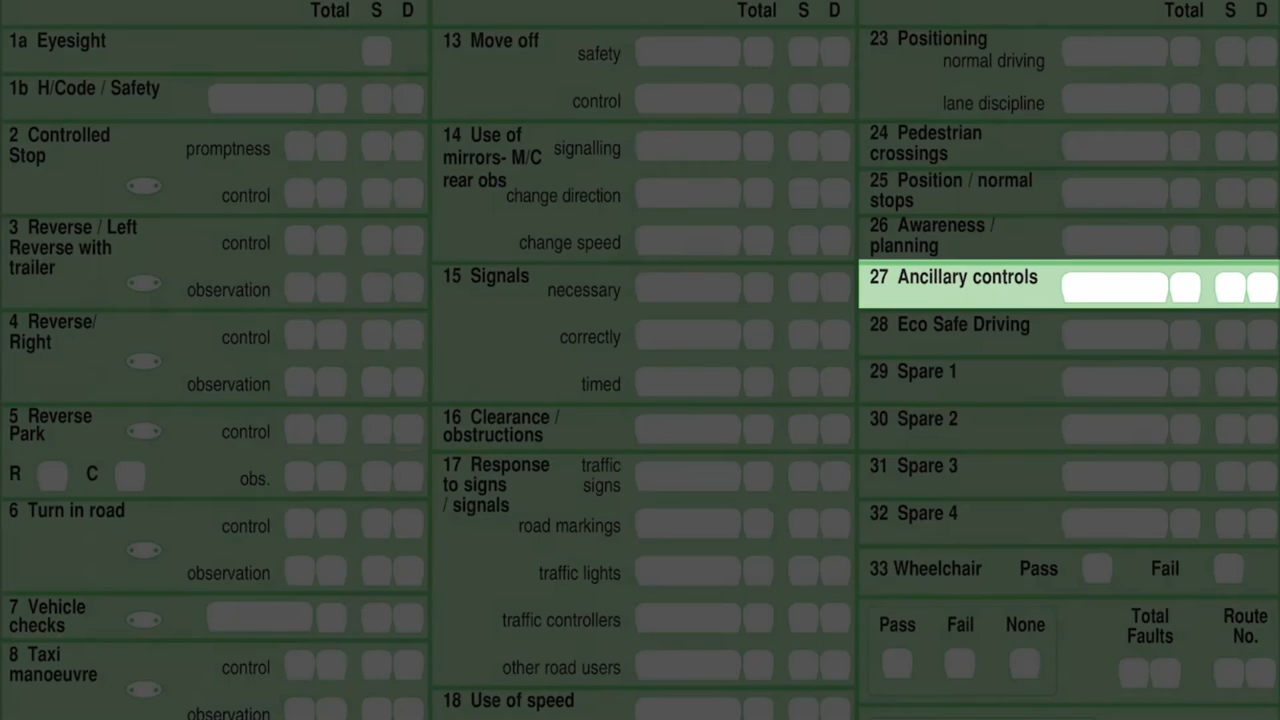 Total S D
1a Eyesight
1b H/Code / Safety
2 Controlled
Stop
promptness
control
3 Reverse / Left
Reverse with
trailer
control
observation
4 Reverse/
Right
control
observation
5 Reverse
Park
control
R C obs.
6 Turn in road
control
observation
7 Vehicle
checks
8 Taxi
manoeuvre
control
observation
Total S D
13 Move off
safety
control
14 Use of
mirrors- M/C
rear obs
signalling
change direction
change speed
15 Signals
necessary
correctly
timed
16 Clearance /
obstructions
17 Response
to signs
/ signals
traffic
signs
road markings
traffic lights
traffic controllers
other road users
18 Use of speed
Total S D
23 Positioning
normal driving
lane discipline
24 Pedestrian
crossings
25 Position / normal
stops
26 Awareness /
planning
27 Ancillary controls
28 Eco Safe Driving
29 Spare 1
30 Spare 2
31 Spare 3
32 Spare 4
33 Wheelchair Pass Fail
Pass Fail None
Total
Faults
Route
No.